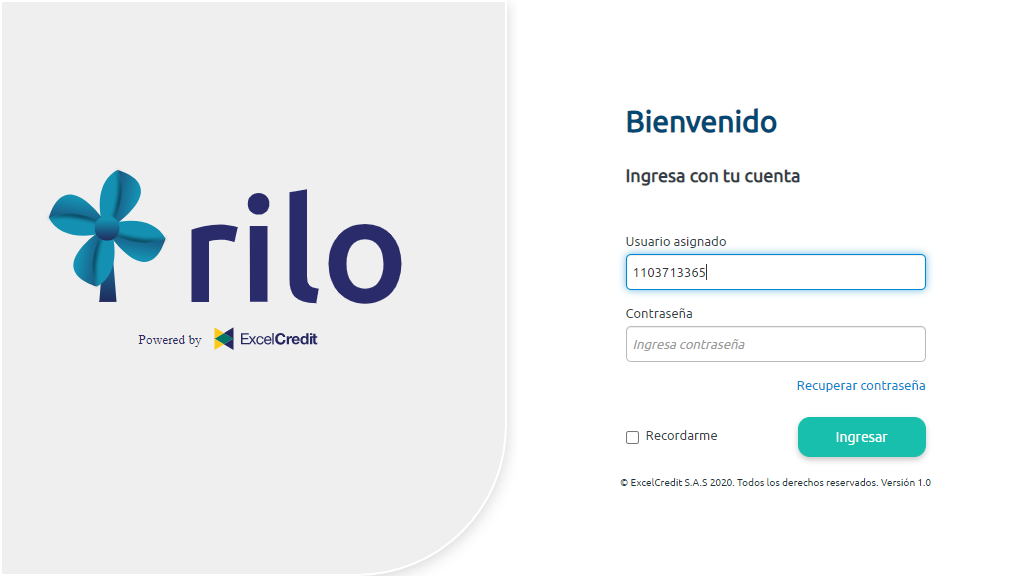 rilo
Powered by ExcelCredit
Bienvenido
Ingresa con tu cuenta
Usuario asignado
1103713365
Contraseña
Ingresa contraseña
Recuperar contraseña
Recordarme
Ingresar
© ExcelCredit S.A.S 2020. Todos los derechos reservados. Versión 1.0